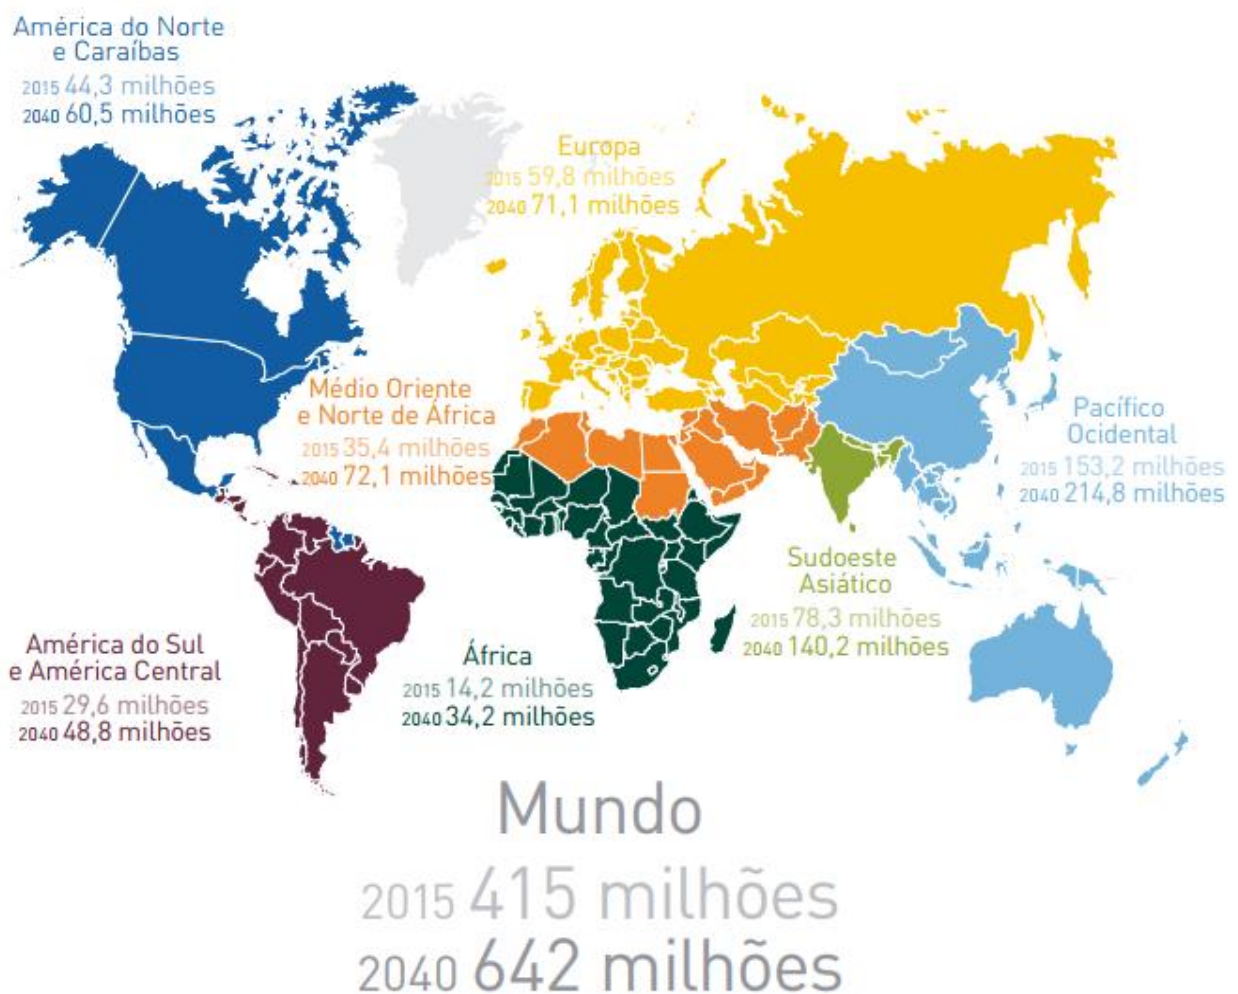 América do Norte
e Caraíbas
2015 44,3 milhões
2040 60,5 milhões
Europa
2015 59,8 milhões
2040 71,1 milhões
Médio Oriente
e Norte de África
2015 35,4 milhões
2040 72,1 milhões
Pacífico
Ocidental
2015 153,2 milhões
2040 214,8 milhões
Sudoeste
Asiático
2015 78,3 milhões
2040 140,2 milhões
América do Sul
e América Central
2015 29,6 milhões
2040 48,8 milhões
África
2015 14,2 milhões
2040 34,2 milhões
Mundo
2015 415 milhões
2040 642 milhões